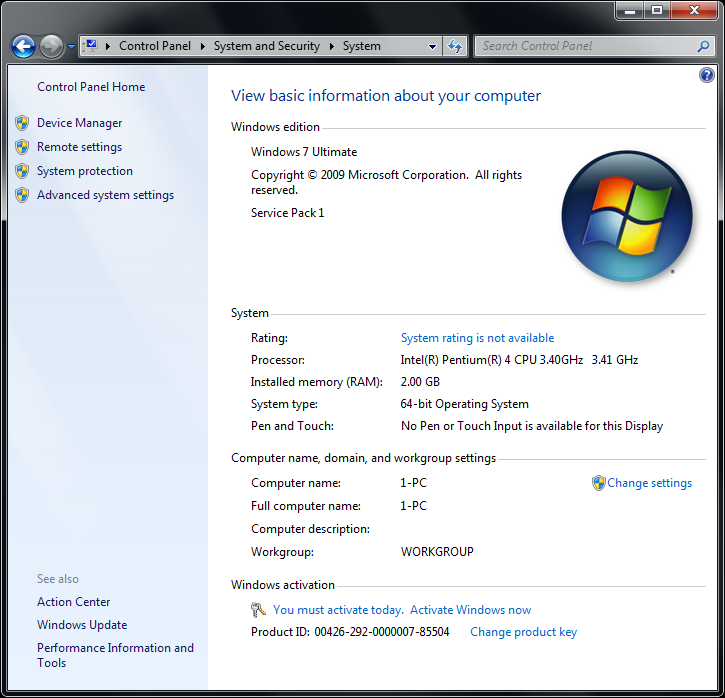 Control Panel ▸ System and Security ▸ System
Search Control Panel
Control Panel Home
Device Manager
Remote settings
System protection
Advanced system settings
See also
Action Center
Windows Update
Performance Information and
Tools
View basic information about your computer
Windows edition
Windows 7 Ultimate
Copyright © 2009 Microsoft Corporation.  All rights
reserved.
Service Pack 1
System
Rating: System rating is not available
Processor: Intel(R) Pentium(R) 4 CPU 3.40GHz   3.41 GHz
Installed memory (RAM): 2.00 GB
System type: 64-bit Operating System
Pen and Touch: No Pen or Touch Input is available for this Display
Computer name, domain, and workgroup settings
Computer name: 1-PC Change settings
Full computer name: 1-PC
Computer description:
Workgroup: WORKGROUP
Windows activation
You must activate today.  Activate Windows now
Product ID: 00426-292-0000007-85504 Change product key